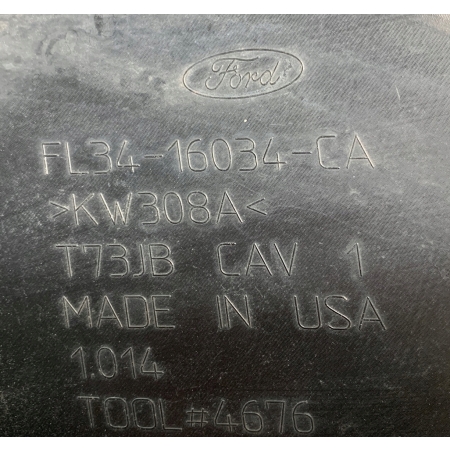 Ford
FL34-16034-CA
>KW308A<
T73JB CAV 1
MADE IN USA
1.014
TOOL#4676